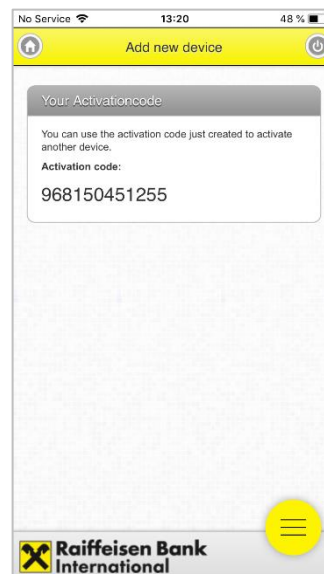 No Service 13:20 48 %
Add new device
Your Activationcode
You can use the activation code just created to activate
another device.
Activation code:
968150451255
Raiffeisen Bank
International